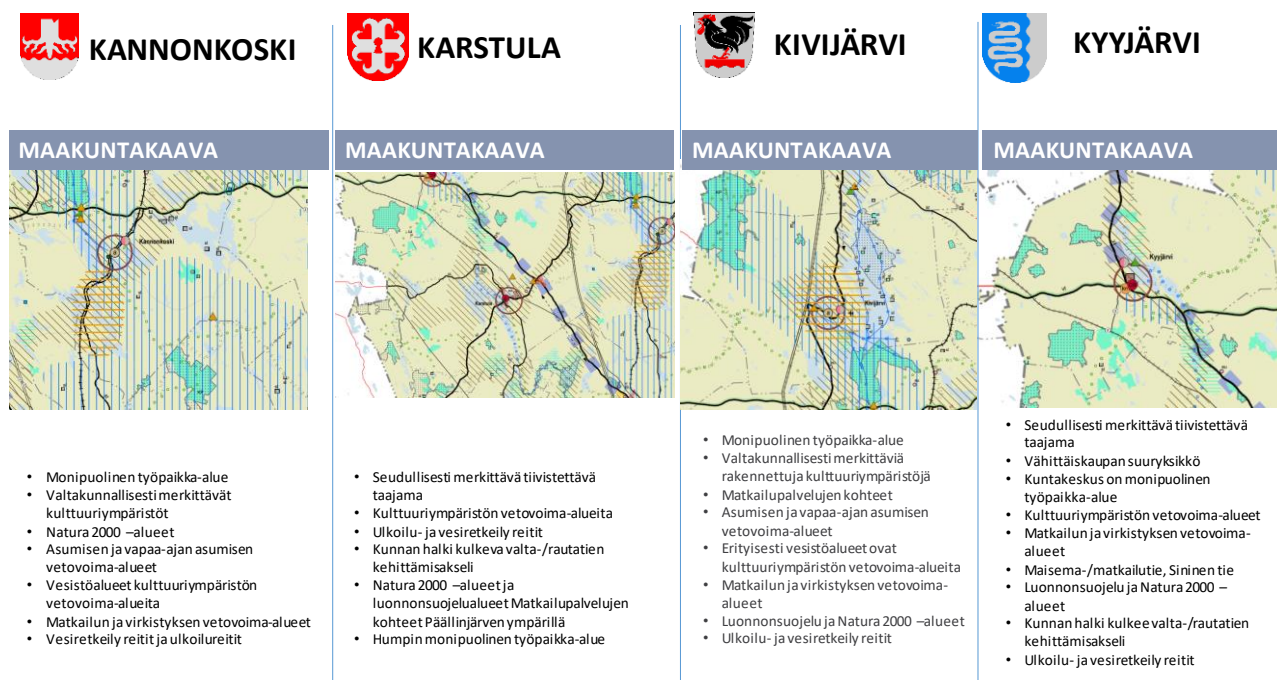 KANNONKOSKI
MAAKUNTAKAAVA
Kannonkoski
• Monipuolinen työpaikka-alue
• Valtakunnallisesti merkittävät
kulttuuriympäristöt
• Natura 2000 –alueet
• Asumisen ja vapaa-ajan asumisen
vetovoima-alueet
• Vesistöalueet kulttuuriympäristön
vetovoima-alueita
• Matkailun ja virkistyksen vetovoima-alueet
• Vesiretkeily reitit ja ulkoilureitit
KARSTULA
MAAKUNTAKAAVA
Karstula
• Seudullisesti merkittävä tiivistettävä
taajama
• Kulttuuriympäristön vetovoima-alueita
• Ulkoilu- ja vesiretkeily reitit
• Kunnan halki kulkeva valta-/rautatien
kehittämisakseli
• Natura 2000 –alueet ja
luonnonsuojelualueet Matkailupalvelujen
kohteet Päällinjärven ympärillä
• Humpin monipuolinen työpaikka-alue
KIVIJÄRVI
MAAKUNTAKAAVA
Kivijärvi
• Monipuolinen työpaikka-alue
• Valtakunnallisesti merkittäviä
rakennettuja kulttuuriympäristöjä
• Matkailupalvelujen kohteet
• Asumisen ja vapaa-ajan asumisen
vetovoima-alueet
• Erityisesti vesistöalueet ovat
kulttuuriympäristön vetovoima-alueita
• Matkailun ja virkistyksen vetovoima-
alueet
• Luonnonsuojelu ja Natura 2000 –alueet
• Ulkoilu- ja vesiretkeily reitit
KYYJÄRVI
MAAKUNTAKAAVA
Kyyjärvi
• Seudullisesti merkittävä tiivistettävä
taajama
• Vähittäiskaupan suuryksikkö
• Kuntakeskus on monipuolinen
työpaikka-alue
• Kulttuuriympäristön vetovoima-alueet
• Matkailun ja virkistyksen vetovoima-
alueet
• Maisema-/matkailutie, Sininen tie
• Luonnonsuojelu ja Natura 2000 –
alueet
• Kunnan halki kulkee valta-/rautatien
kehittämisakseli
• Ulkoilu- ja vesiretkeily reitit